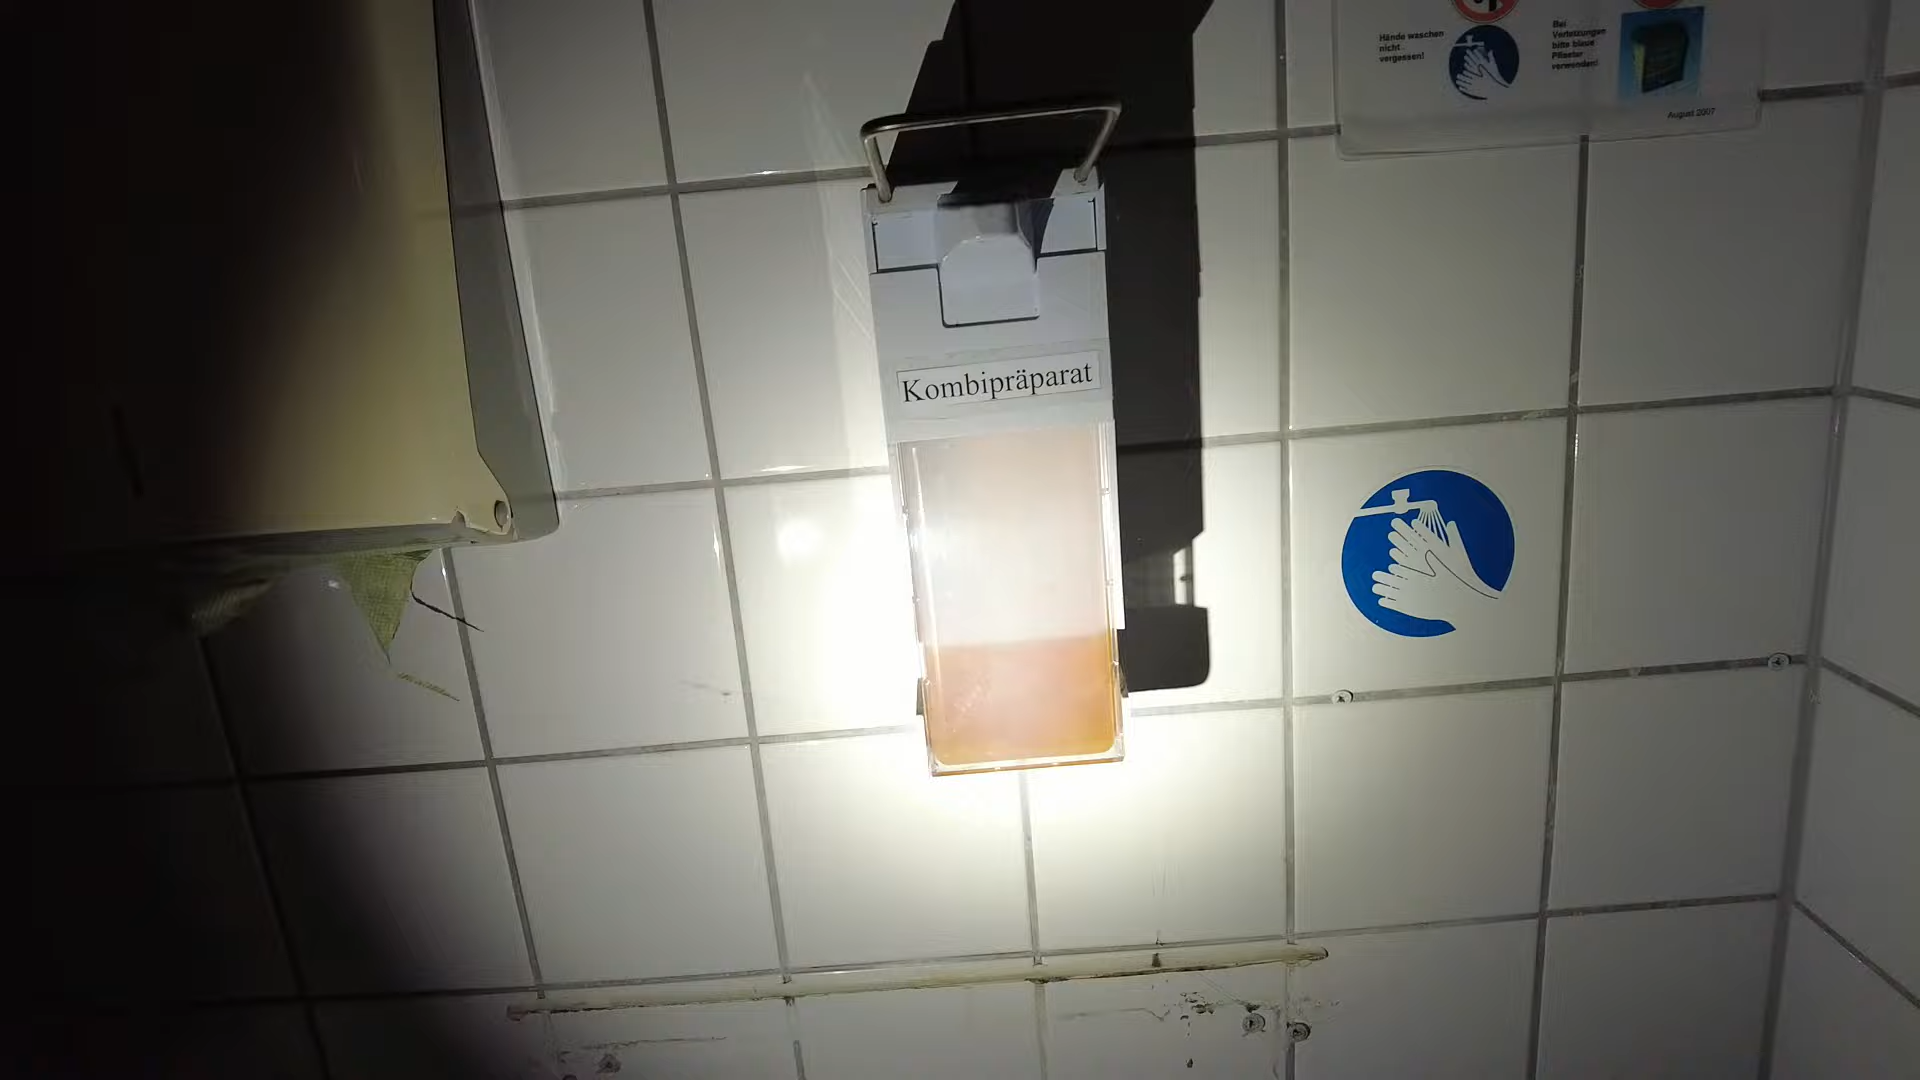 Hände waschen
nicht
vergessen!
Bei
Verletzungen
bitte blaue
Pflaster
verwenden!
August 2007
Kombipräparat